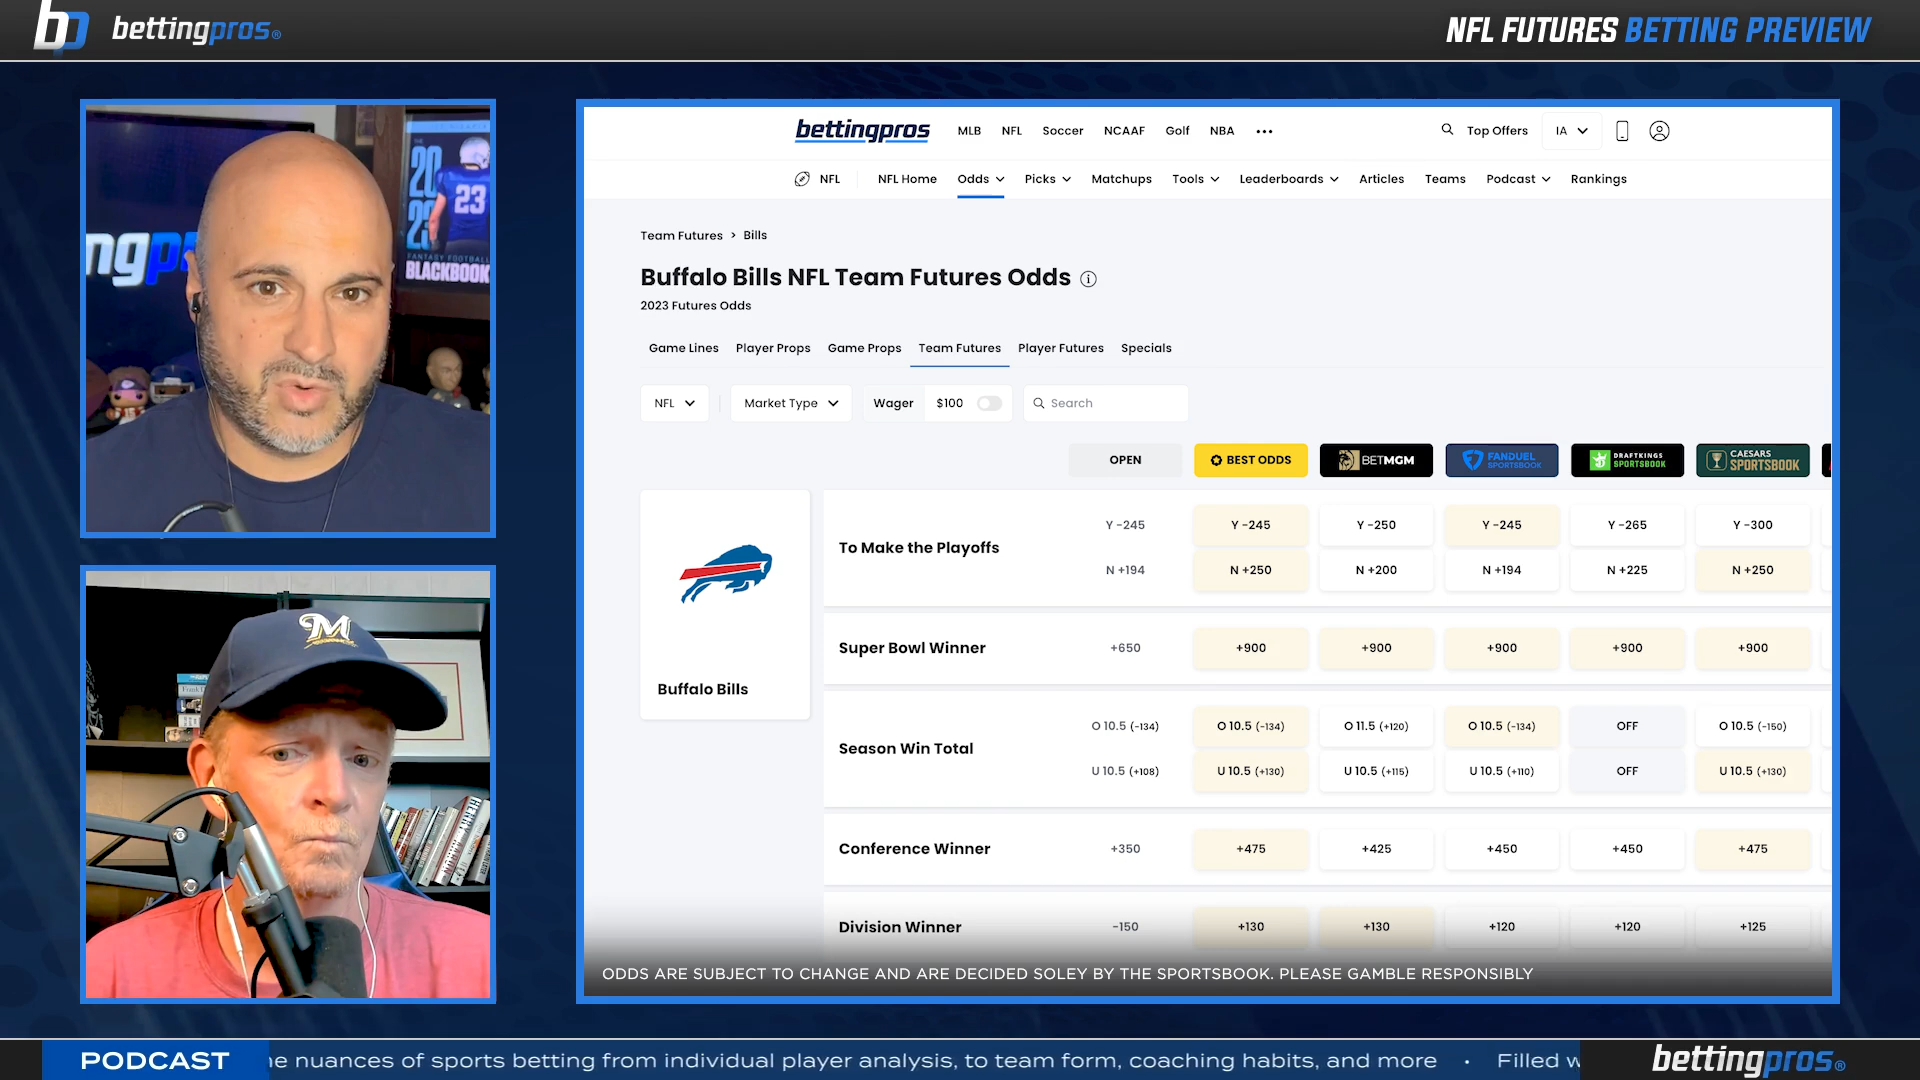 bp bettingpros®
NFL FUTURES BETTING PREVIEW
ngp
THE
20
23
23
FANTASY FOOTBALL
BLACKBOOK
M
bettingpros MLB NFL Soccer NCAAF Golf NBA ••• Top Offers IA
NFL NFL Home Odds Picks Matchups Tools Leaderboards Articles Teams Podcast Rankings
Team Futures > Bills
Buffalo Bills NFL Team Futures Odds
2023 Futures Odds
Game Lines Player Props Game Props Team Futures Player Futures Specials
NFL Market Type Wager $100 Search
OPEN BEST ODDS BETMGM FANDUEL SPORTSBOOK DRAFTKINGS SPORTSBOOK CAESARS SPORTSBOOK
Buffalo Bills
To Make the Playoffs
Y -245 Y -245 Y -250 Y -245 Y -265 Y -300
N +194 N +250 N +200 N +194 N +225 N +250
Super Bowl Winner +650 +900 +900 +900 +900 +900
Season Win Total
O 10.5 (-134) O 10.5 (-134) O 11.5 (+120) O 10.5 (-134) OFF O 10.5 (-150)
U 10.5 (+108) U 10.5 (+130) U 10.5 (+115) U 10.5 (+110) OFF U 10.5 (+130)
Conference Winner +350 +475 +425 +450 +450 +475
Division Winner -150 +130 +130 +120 +120 +125
ODDS ARE SUBJECT TO CHANGE AND ARE DECIDED SOLEY BY THE SPORTSBOOK. PLEASE GAMBLE RESPONSIBLY
PODCAST e nuances of sports betting from individual player analysis, to team form, coaching habits, and more • Filled w bettingpros®